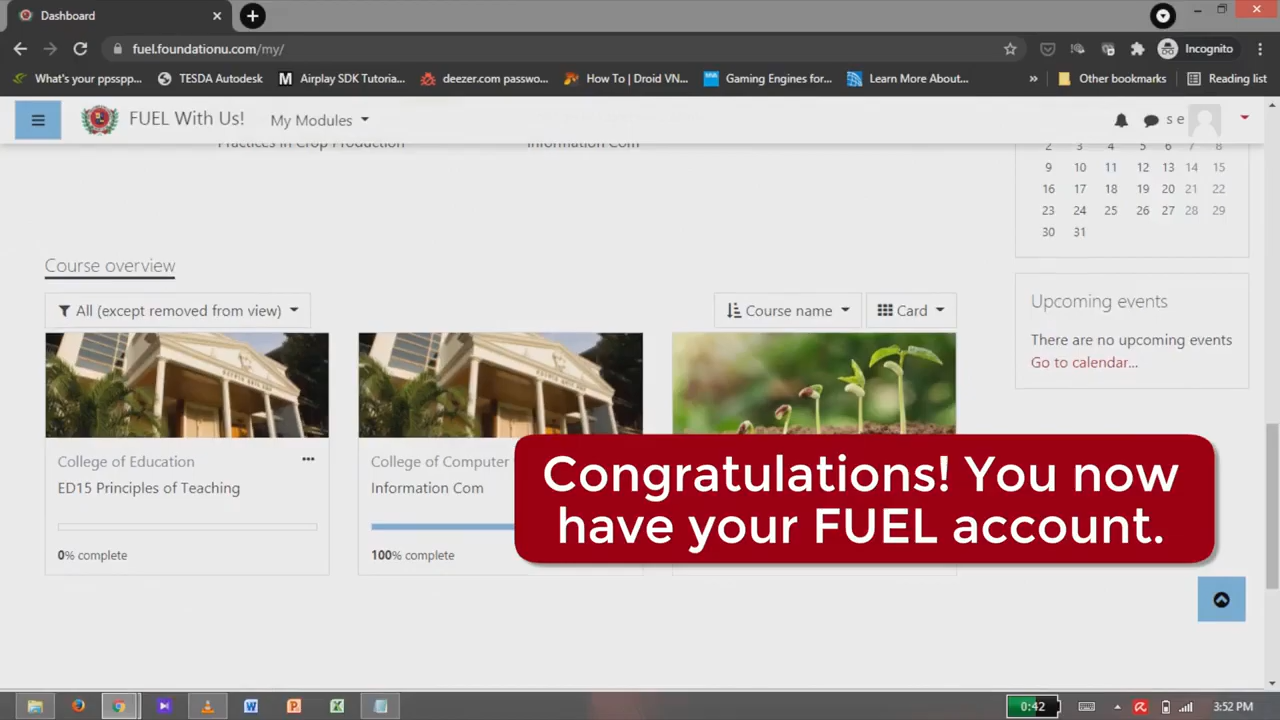 Dashboard
fuel.foundationu.com/my/
Incognito
What's your ppsspp...
TESDA Autodesk
Airplay SDK Tutoria...
deezer.com passwo...
How To | Droid VN...
Gaming Engines for...
Learn More About...
Other bookmarks
Reading list
FUEL With Us!
My Modules
s e
Practices in Crop Production
Information Com
2 3 4 5 6 7 8
9 10 11 12 13 14 15
16 17 18 19 20 21 22
23 24 25 26 27 28 29
30 31
Course overview
All (except removed from view)
Course name
Card
Upcoming events
There are no upcoming events
Go to calendar...
College of Education
ED15 Principles of Teaching
0% complete
College of Computer
Information Com
100% complete
Congratulations! You now
have your FUEL account.
0:42
3:52 PM